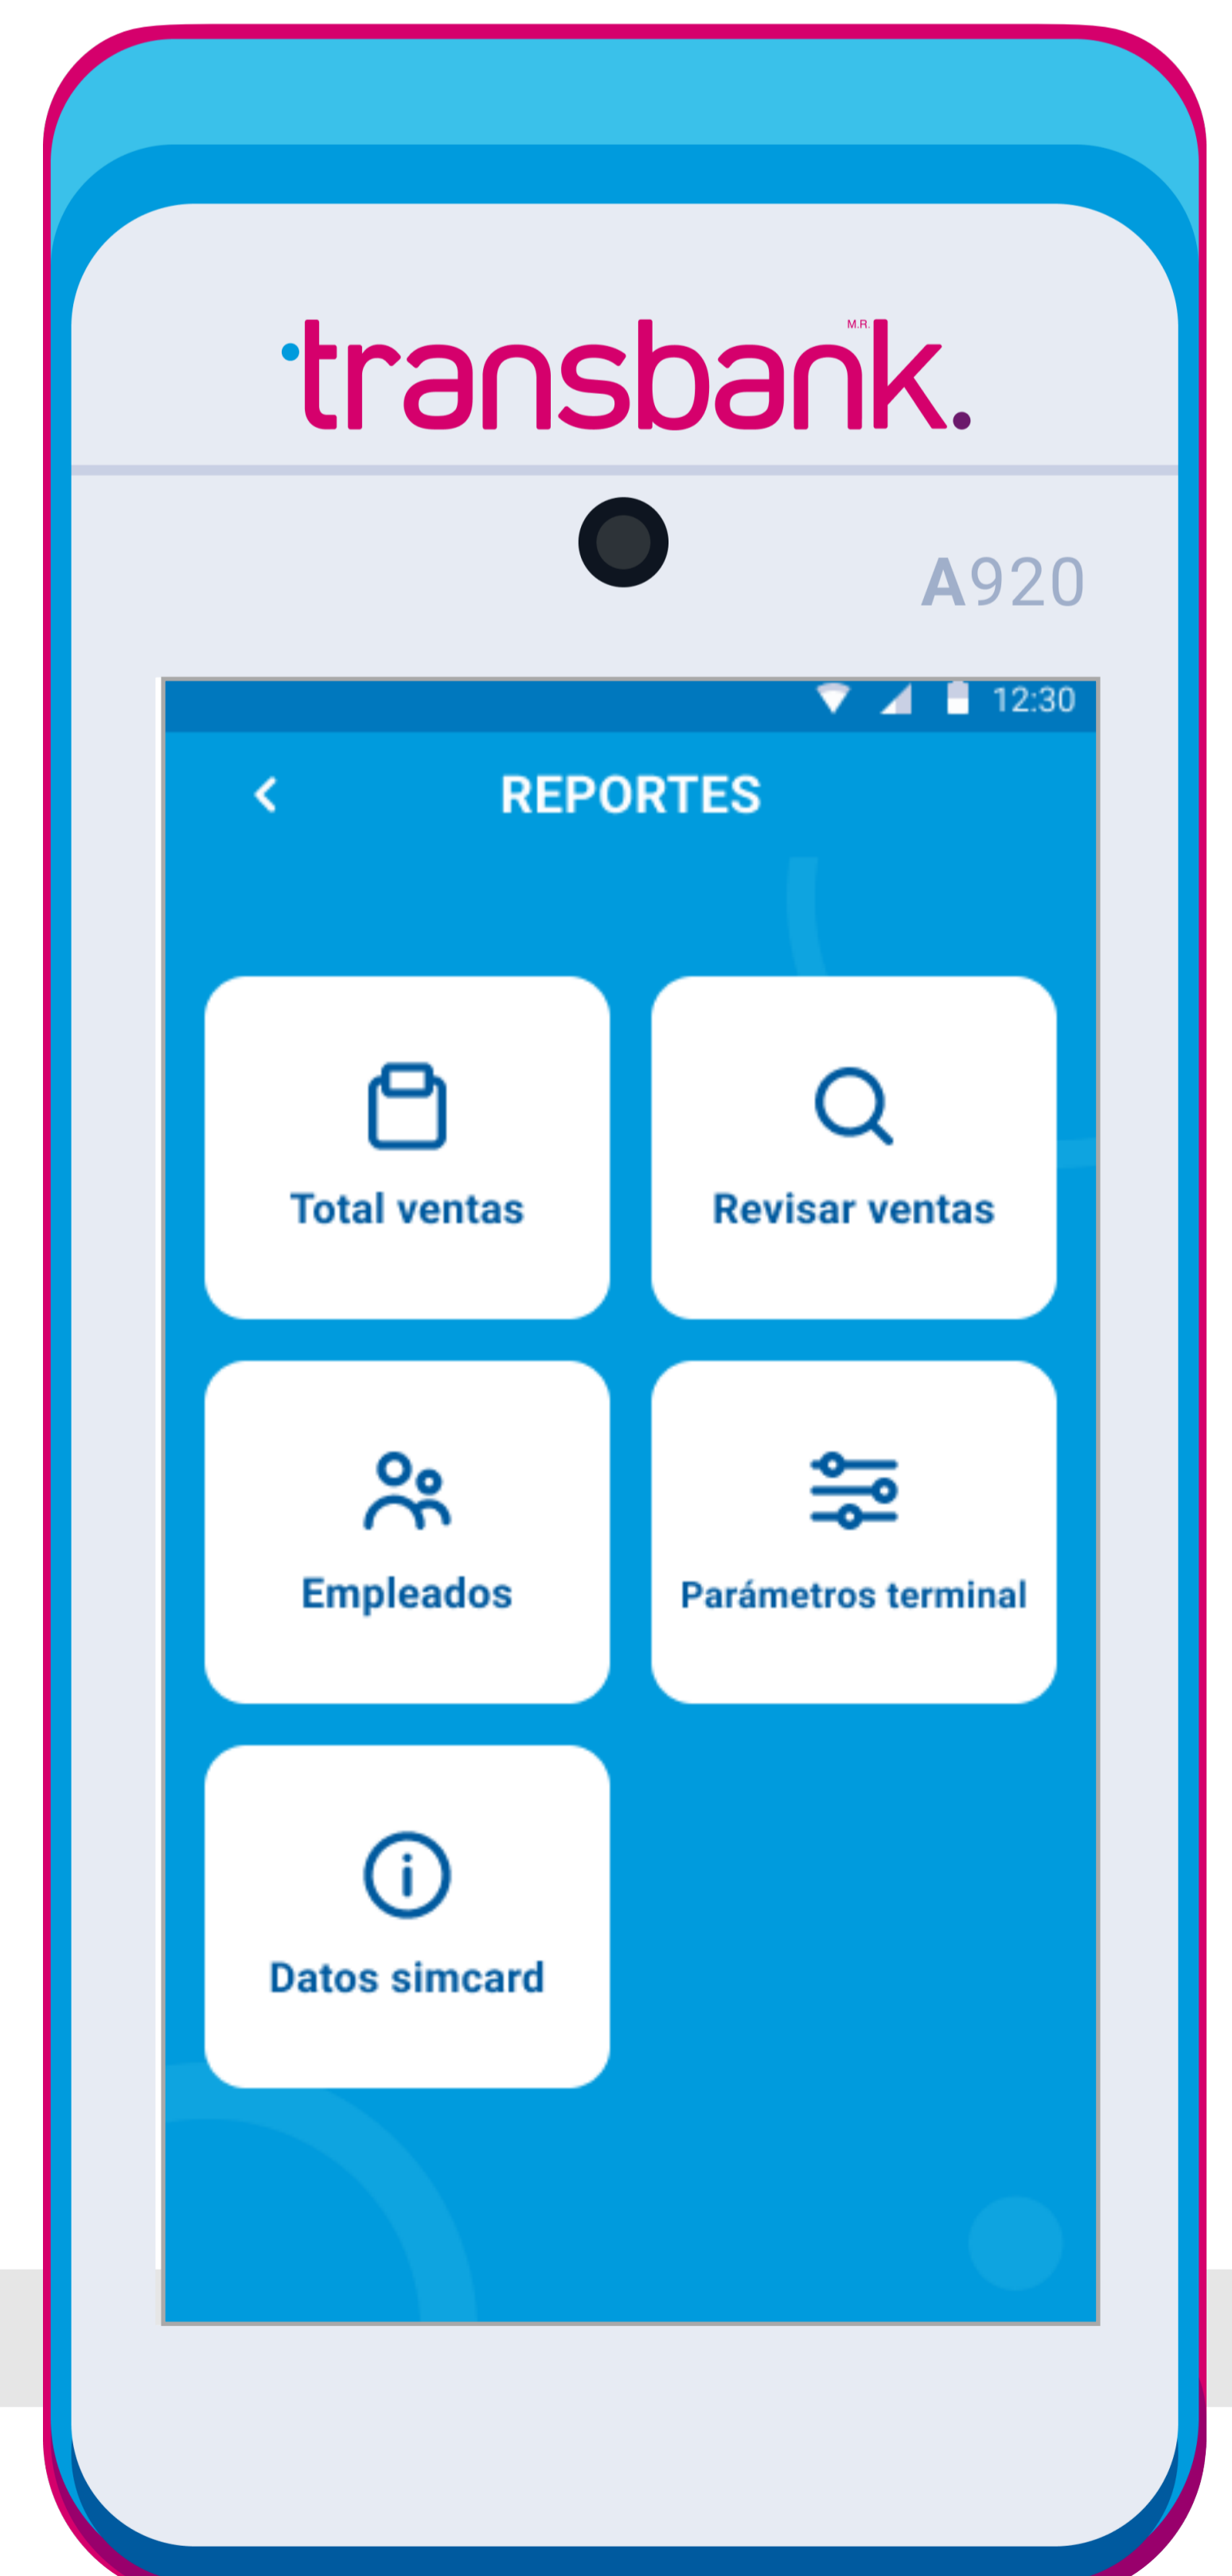 transbank.
M.R.
A920
12:30
REPORTES
Total ventas
Revisar ventas
Empleados
Parámetros terminal
Datos simcard